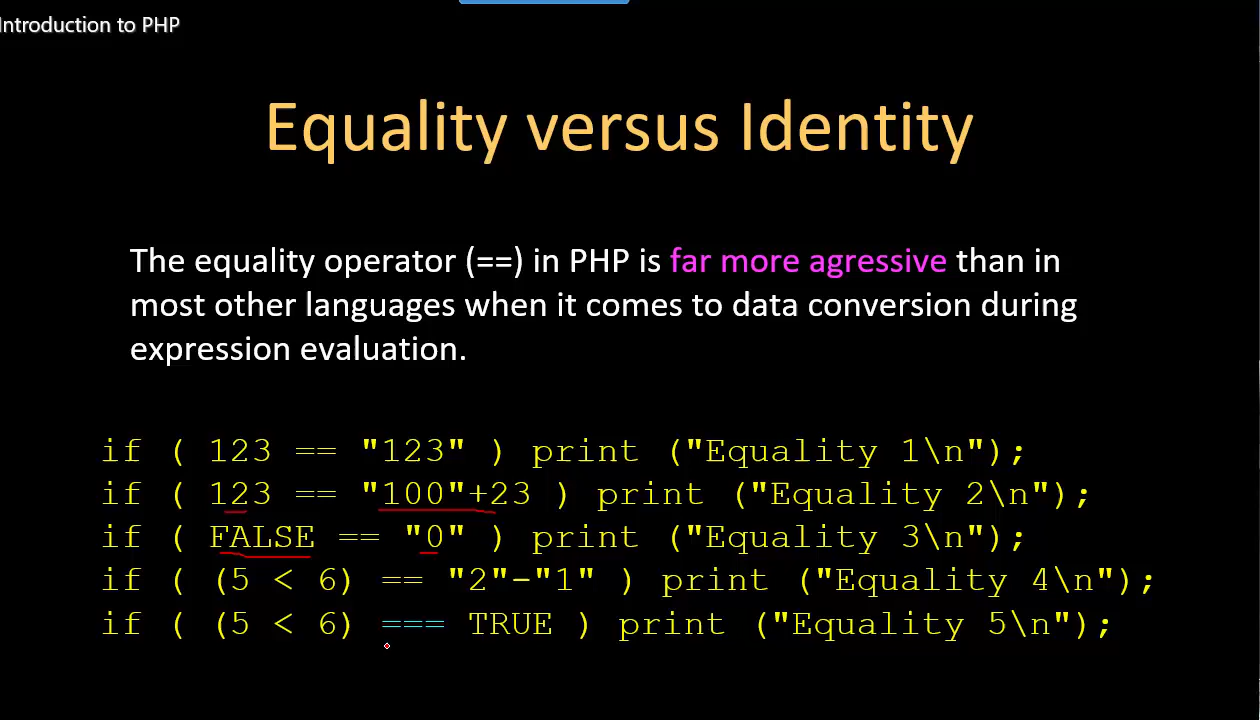 Introduction to PHP
Equality versus Identity
The equality operator (==) in PHP is far more agressive than in
most other languages when it comes to data conversion during
expression evaluation.
if ( 123 == "123" ) print ("Equality 1\n");
if ( 123 == "100"+23 ) print ("Equality 2\n");
if ( FALSE == "0" ) print ("Equality 3\n");
if ( (5 < 6) == "2"-"1" ) print ("Equality 4\n");
if ( (5 < 6) === TRUE ) print ("Equality 5\n");